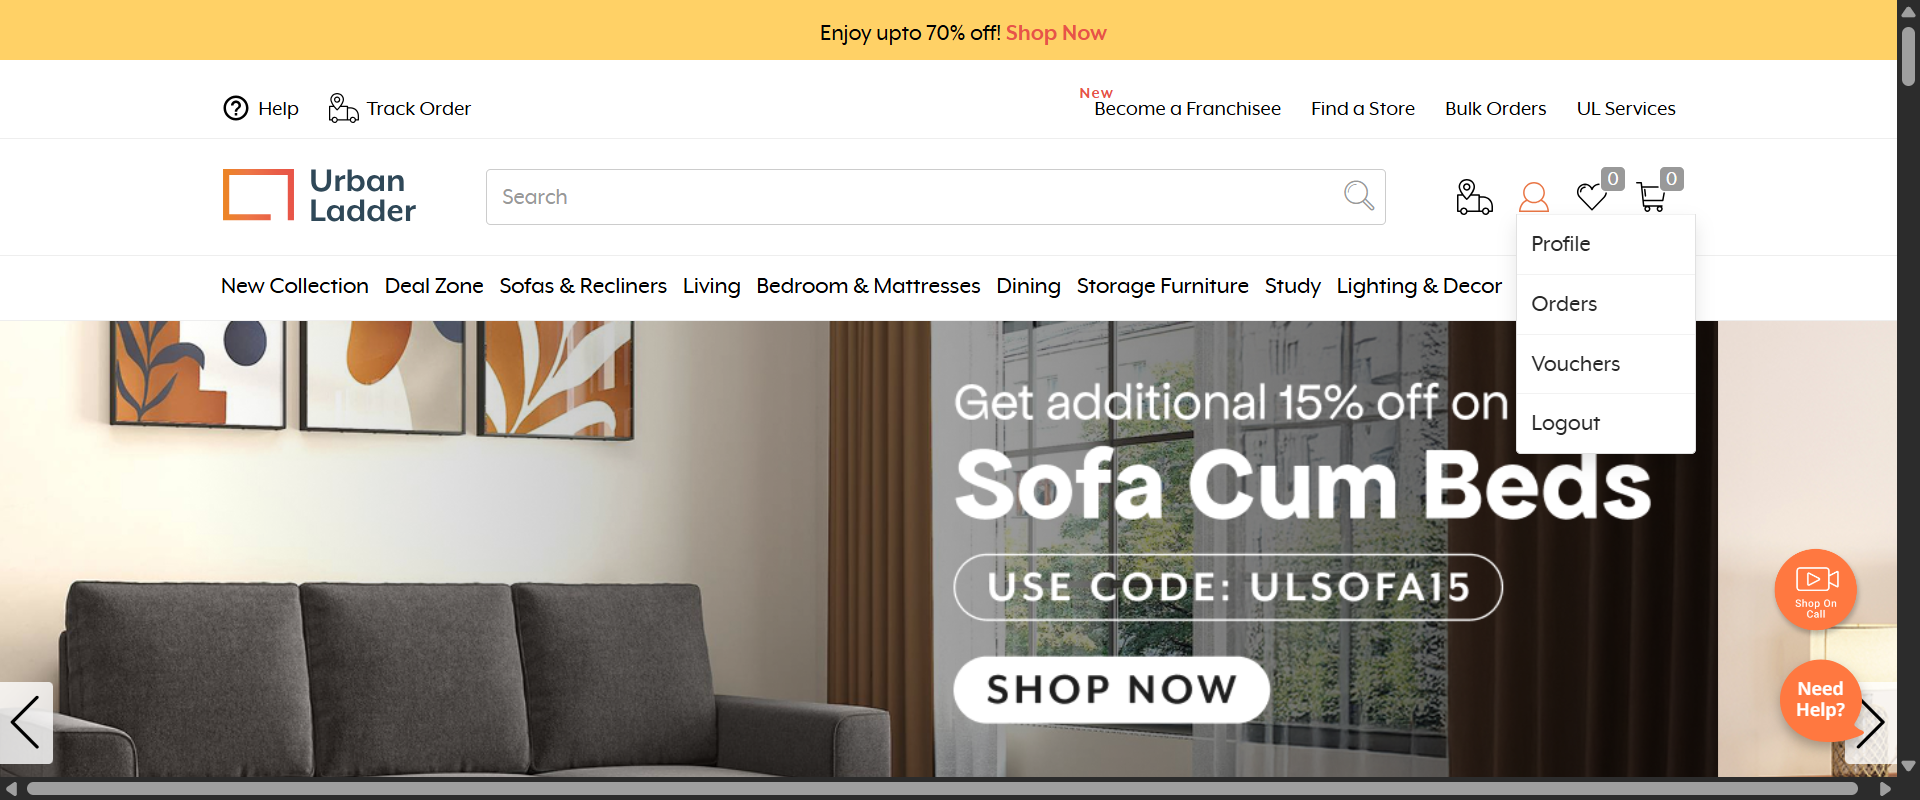 Enjoy upto 70% off! Shop Now
Help
Track Order
New
Become a Franchisee
Find a Store
Bulk Orders
UL Services
Urban
Ladder
Search
0
0
Profile
Orders
Vouchers
Logout
New Collection
Deal Zone
Sofas & Recliners
Living
Bedroom & Mattresses
Dining
Storage Furniture
Study
Lighting & Decor
Get additional 15% off on
Sofa Cum Beds
USE CODE: ULSOFA15
SHOP NOW
Shop On
Call
Need
Help?